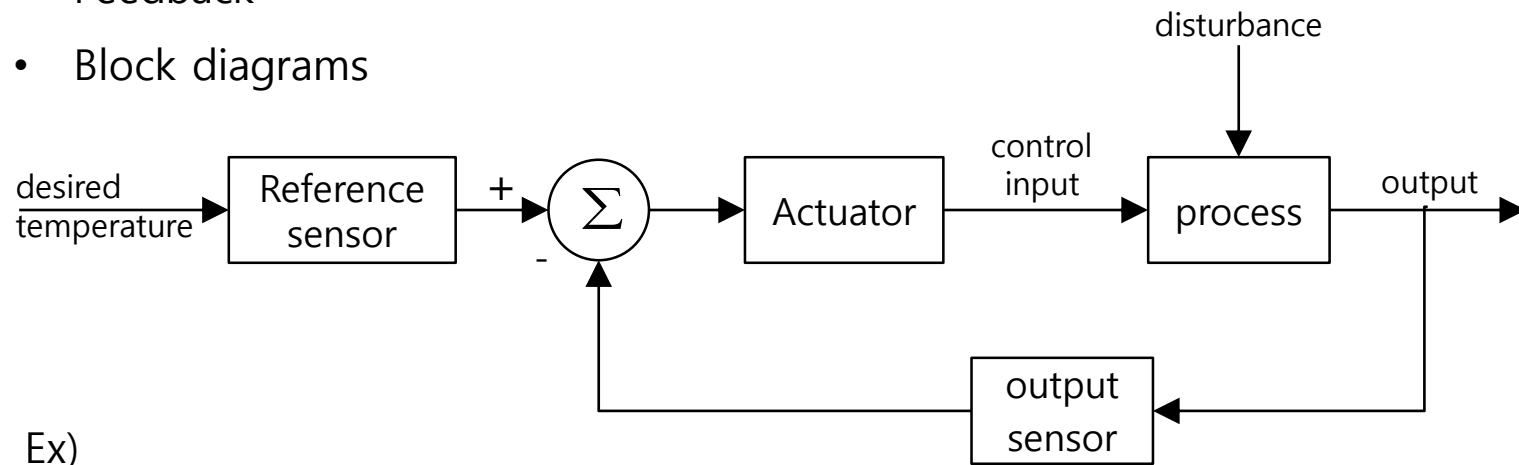 Feedback
• Block diagrams
disturbance
desired
temperature
Reference
sensor
+
-
Σ
Actuator
control
input
process
output
output
sensor
Ex)